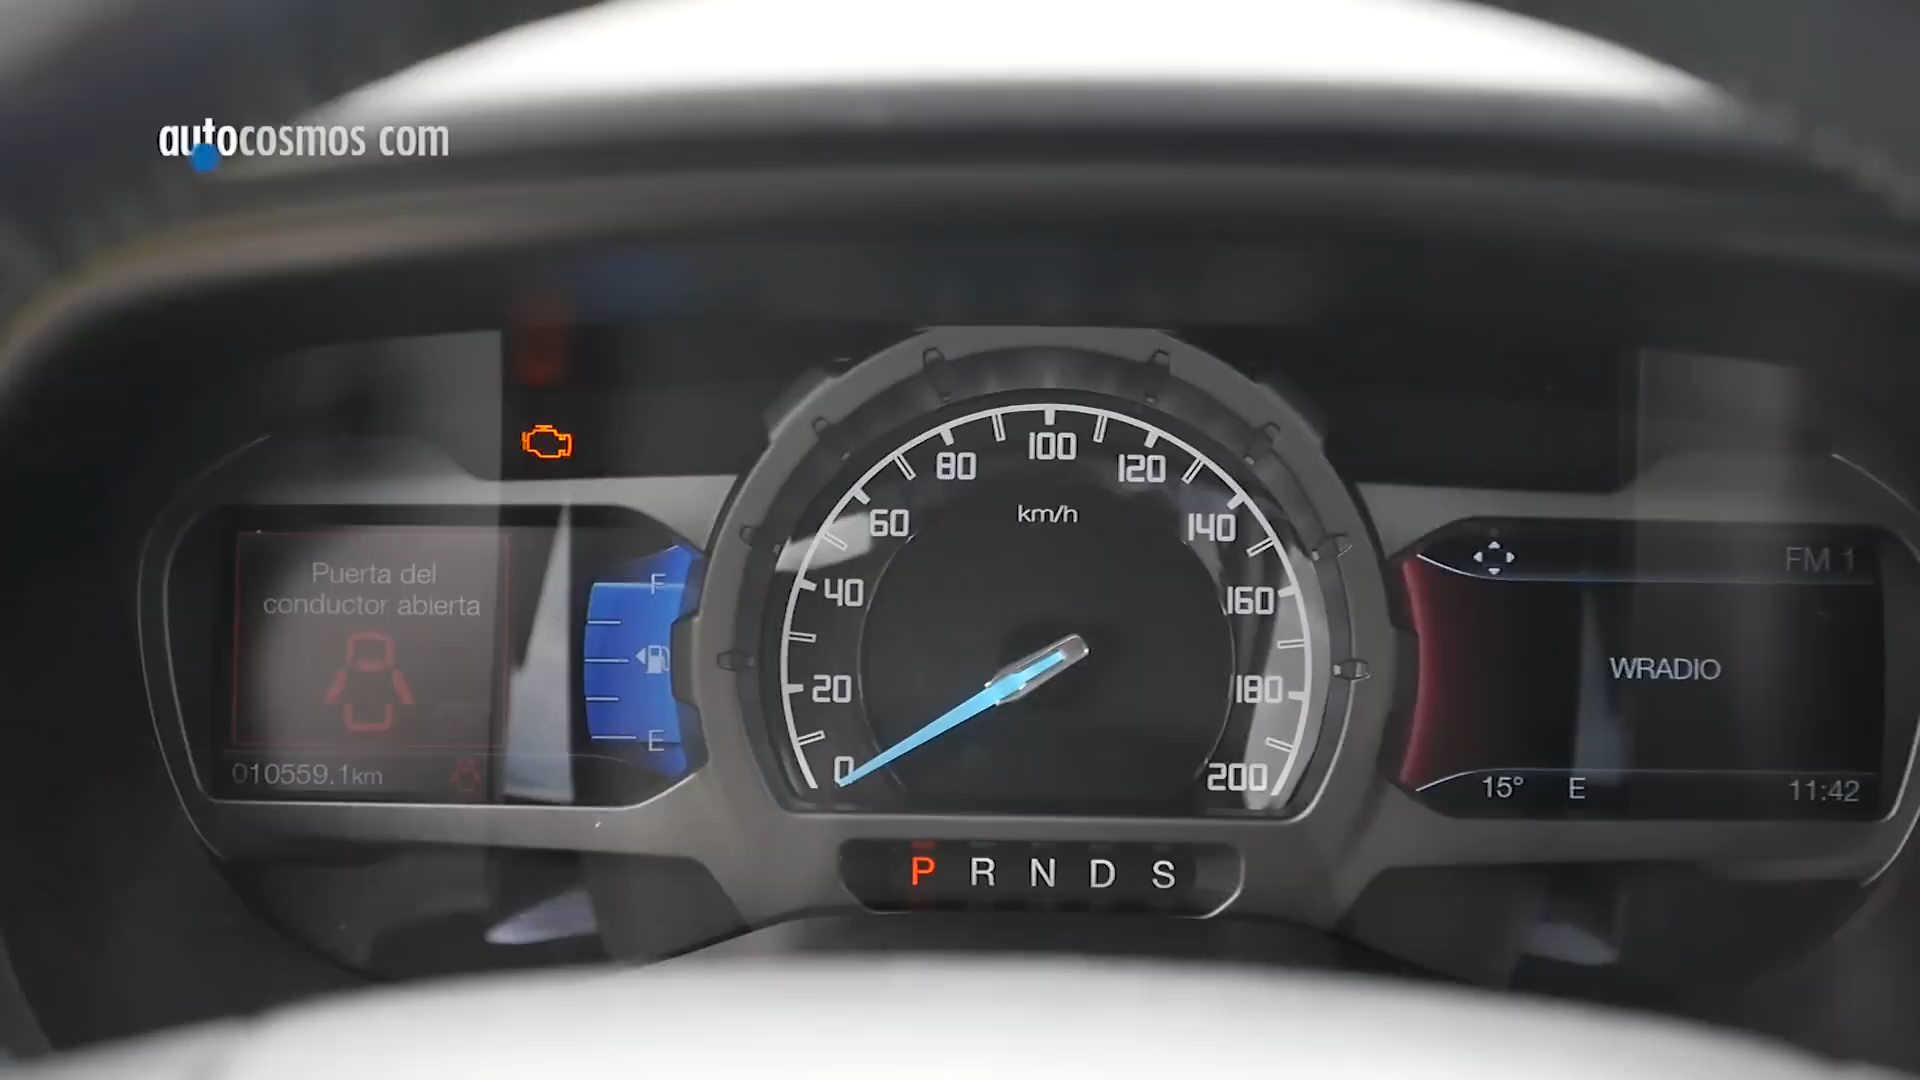 autocosmos com
80
100
120
60
km/h
140
40
160
20
180
0
200
Puerta del
conductor abierta
F
E
010559.1km
FM 1
WRADIO
15° E 11:42
P R N D S